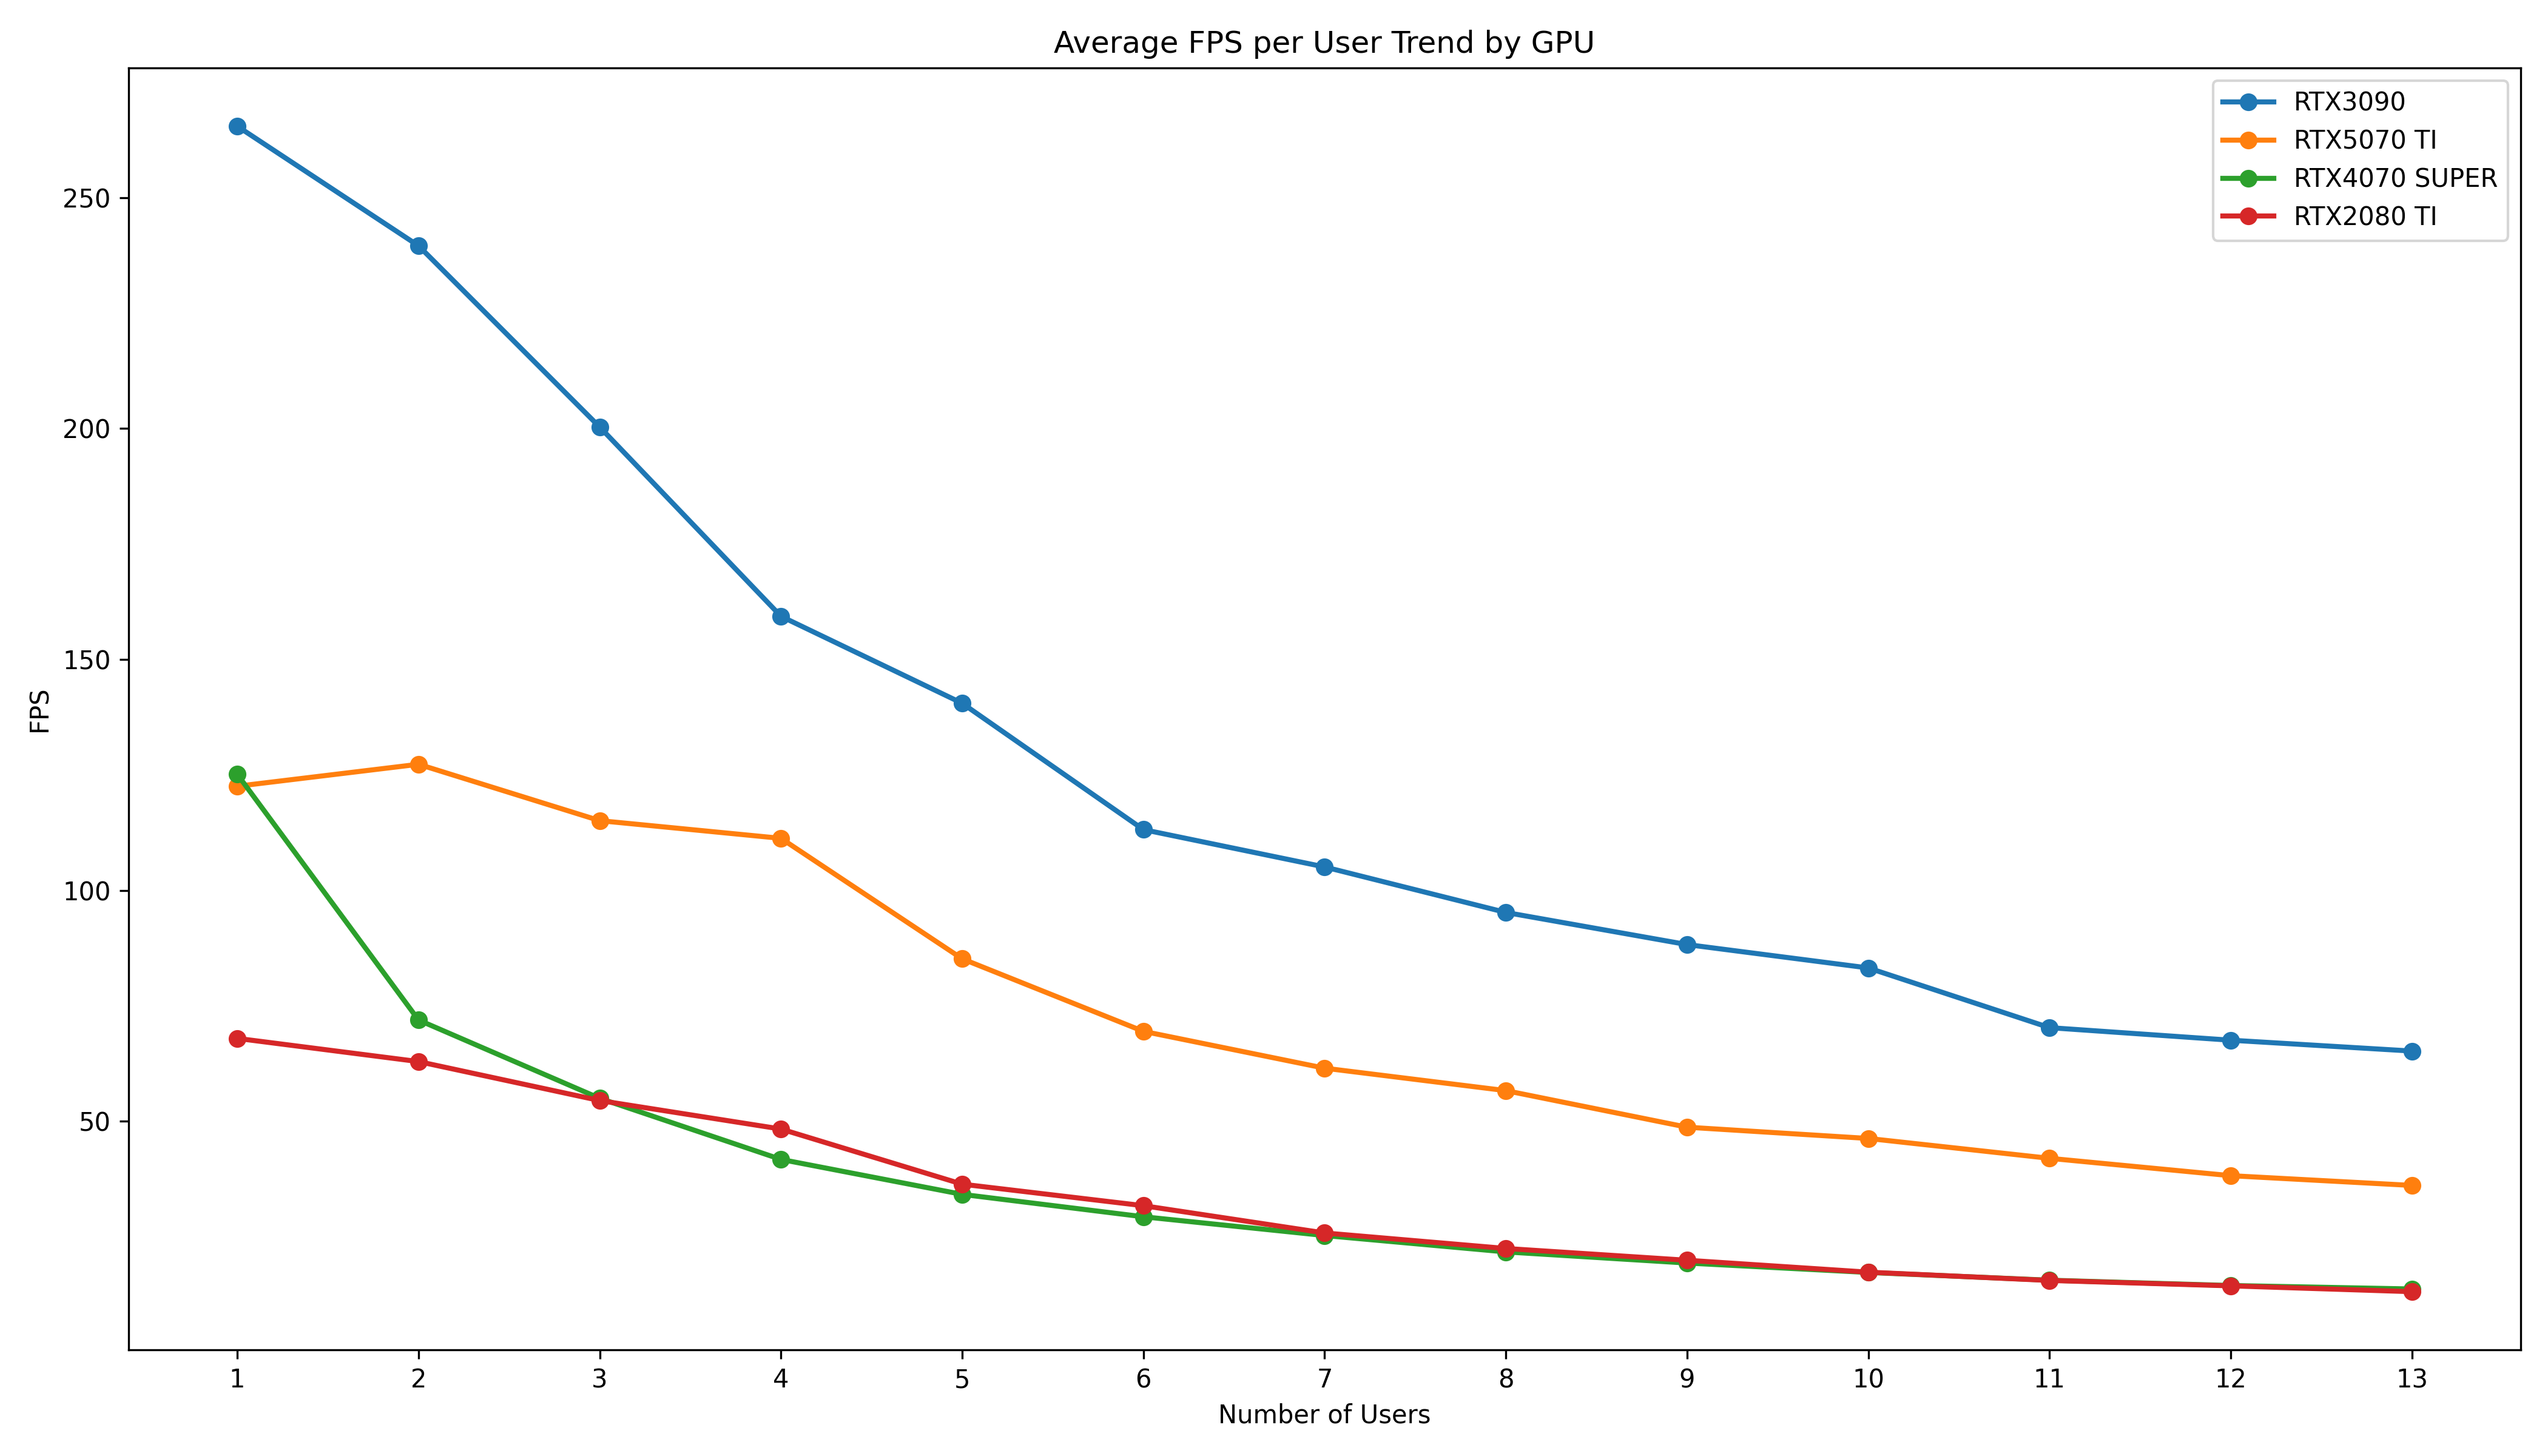 Average FPS per User Trend by GPU
RTX3090
RTX5070 TI
RTX4070 SUPER
RTX2080 TI
250
200
150
100
50
FPS
1 2 3 4 5 6 7 8 9 10 11 12 13
Number of Users